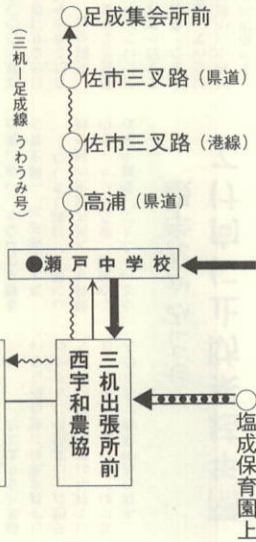 足成集会所前
佐市三叉路（県道）
佐市三叉路（港線）
高浦（県道）
（三机ー足成線 うわうみ号）
●瀬戸中学校
三机出張所前
西宇和農協
塩成保育園上